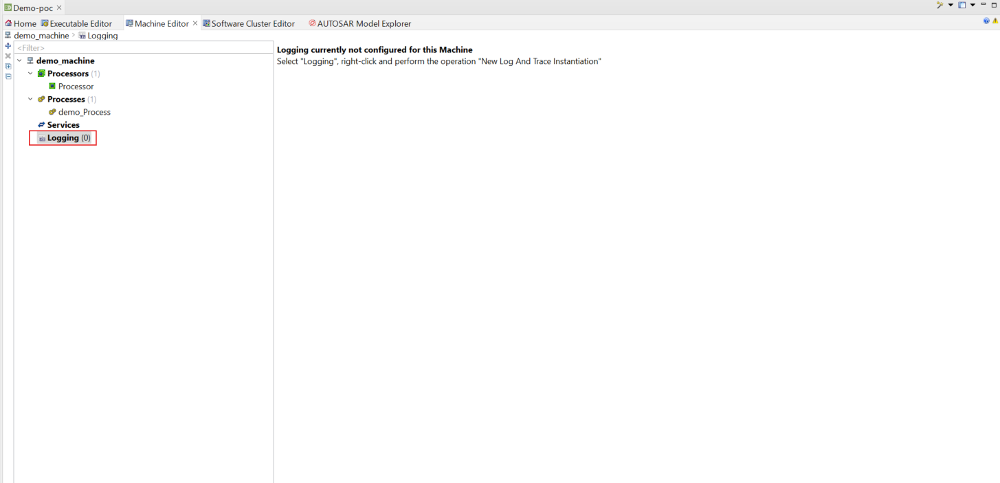 Demo-poc
Home Executable Editor Machine Editor Software Cluster Editor AUTOSAR Model Explorer
demo_machine > Logging
<Filter>
Logging currently not configured for this Machine
demo_machine
Select "Logging", right-click and perform the operation "New Log And Trace Instantiation"
Processors (1)
Processor
Processes (1)
demo_Process
Services
Logging (0)